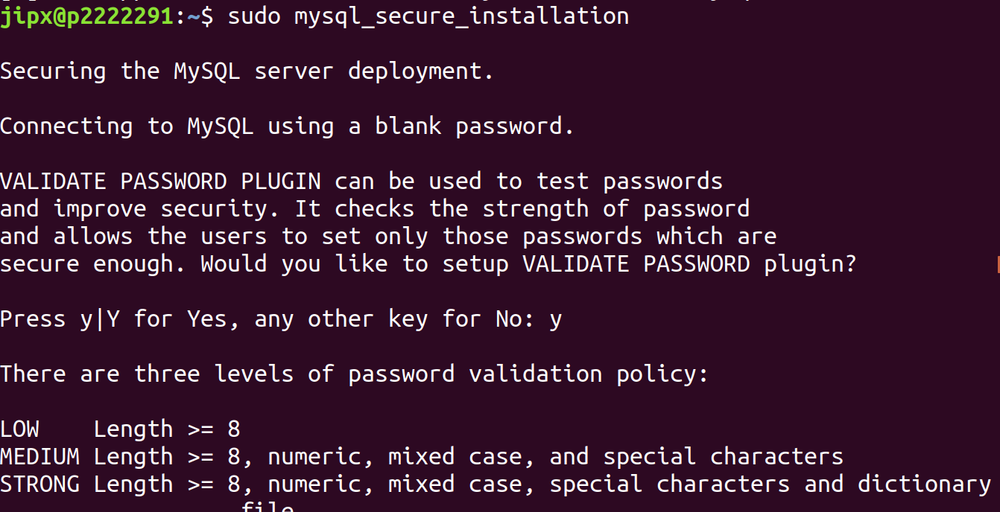 jipx@p2222291:~$ sudo mysql_secure_installation
Securing the MySQL server deployment.
Connecting to MySQL using a blank password.
VALIDATE PASSWORD PLUGIN can be used to test passwords
and improve security. It checks the strength of password
and allows the users to set only those passwords which are
secure enough. Would you like to setup VALIDATE PASSWORD plugin?
Press y|Y for Yes, any other key for No: y
There are three levels of password validation policy:
LOW    Length >= 8
MEDIUM Length >= 8, numeric, mixed case, and special characters
STRONG Length >= 8, numeric, mixed case, special characters and dictionary
file